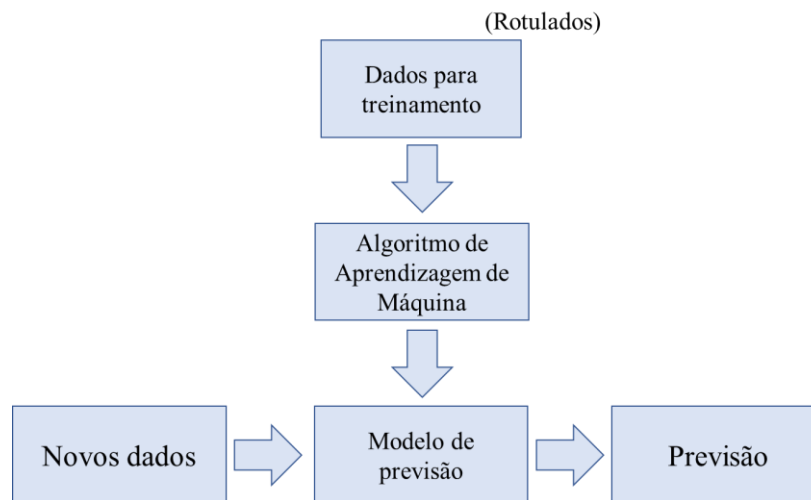 (Rotulados)
Dados para
treinamento
Algoritmo de
Aprendizagem de
Máquina
Novos dados
Modelo de
previsão
Previsão